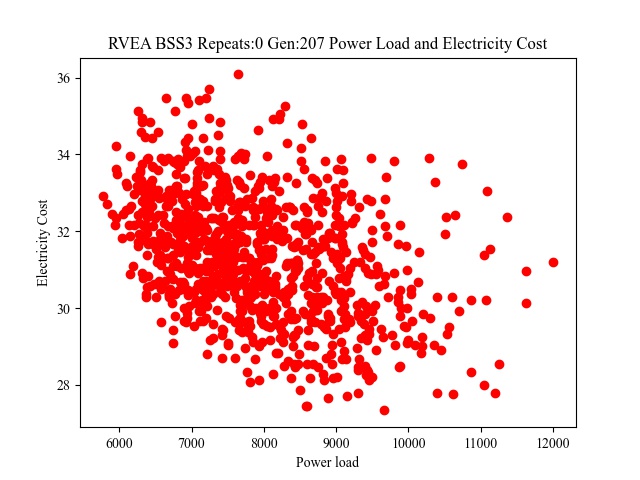 RVEA BSS3 Repeats:0 Gen:207 Power Load and Electricity Cost
36
34
32
30
28
Electricity Cost
6000 7000 8000 9000 10000 11000 12000
Power load